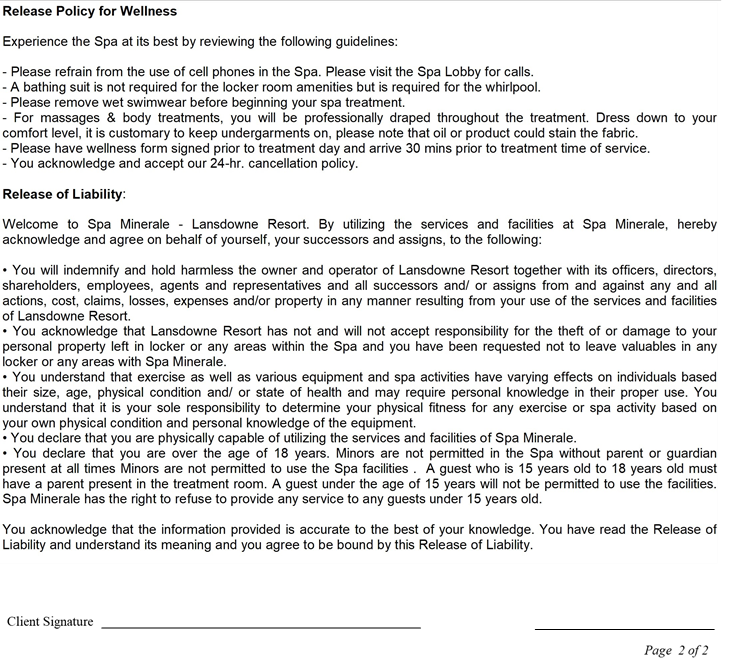 Release Policy for Wellness
Experience the Spa at its best by reviewing the following guidelines:
- Please refrain from the use of cell phones in the Spa. Please visit the Spa Lobby for calls.
- A bathing suit is not required for the locker room amenities but is required for the whirlpool.
- Please remove wet swimwear before beginning your spa treatment.
- For massages & body treatments, you will be professionally draped throughout the treatment. Dress down to your
comfort level, it is customary to keep undergarments on, please note that oil or product could stain the fabric.
- Please have wellness form signed prior to treatment day and arrive 30 mins prior to treatment time of service.
- You acknowledge and accept our 24-hr. cancellation policy.
Release of Liability:
Welcome to Spa Minerale - Lansdowne Resort. By utilizing the services and facilities at Spa Minerale, hereby
acknowledge and agree on behalf of yourself, your successors and assigns, to the following:
• You will indemnify and hold harmless the owner and operator of Lansdowne Resort together with its officers, directors,
shareholders, employees, agents and representatives and all successors and/ or assigns from and against any and all
actions, cost, claims, losses, expenses and/or property in any manner resulting from your use of the services and facilities
of Lansdowne Resort.
• You acknowledge that Lansdowne Resort has not and will not accept responsibility for the theft of or damage to your
personal property left in locker or any areas within the Spa and you have been requested not to leave valuables in any
locker or any areas with Spa Minerale.
• You understand that exercise as well as various equipment and spa activities have varying effects on individuals based
their size, age, physical condition and/ or state of health and may require personal knowledge in their proper use. You
understand that it is your sole responsibility to determine your physical fitness for any exercise or spa activity based on
your own physical condition and personal knowledge of the equipment.
• You declare that you are physically capable of utilizing the services and facilities of Spa Minerale.
• You declare that you are over the age of 18 years. Minors are not permitted in the Spa without parent or guardian
present at all times Minors are not permitted to use the Spa facilities . A guest who is 15 years old to 18 years old must
have a parent present in the treatment room. A guest under the age of 15 years will not be permitted to use the facilities.
Spa Minerale has the right to refuse to provide any service to any guests under 15 years old.
You acknowledge that the information provided is accurate to the best of your knowledge. You have read the Release of
Liability and understand its meaning and you agree to be bound by this Release of Liability.
Client Signature
Page 2 of 2